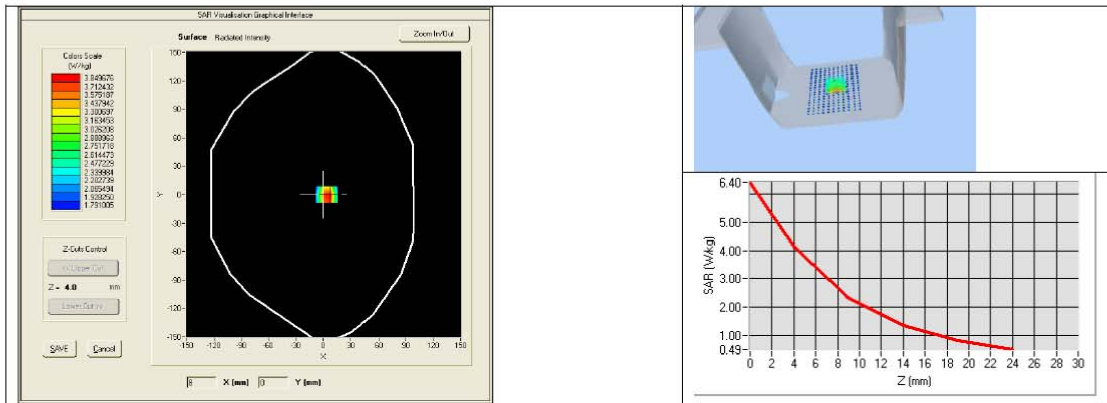 SAR Visualisation Graphical Interface
Surface Radiated Intensity
Zoom In/Out
Colors Scale
(W/kg)
3.849676
3.712432
3.575187
3.437942
3.300697
3.163453
3.026208
2.888963
2.751718
2.614473
2.477229
2.339984
2.202739
2.065494
1.928250
1.791005
Z-Cuts Control
Z = 4.0 mm
SAVE
Cancel
150
120
90
60
30
0
-30
-60
-90
-120
-150
Y
-150 -120 -90 -60 -30 0 30 60 90 120 150
X
8 X (mm) 0 Y (mm)
6.40
5.00
4.00
3.00
2.00
1.00
0.49
SAR (W/kg)
0 2 4 6 8 10 12 14 16 18 20 22 24 26 28 30
Z (mm)